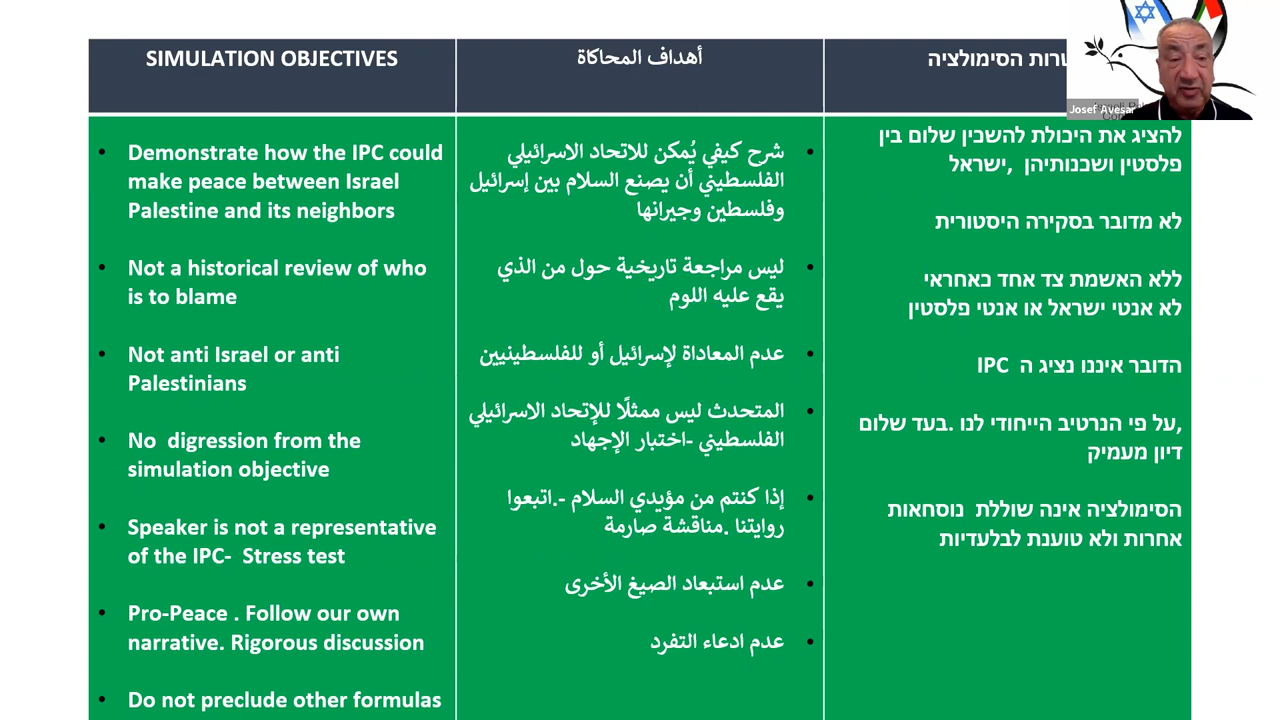 SIMULATION OBJECTIVES
Demonstrate how the IPC could
make peace between Israel
Palestine and its neighbors
Not a historical review of who
is to blame
Not anti Israel or anti
Palestinians
No digression from the
simulation objective
Speaker is not a representative
of the IPC- Stress test
Pro-Peace . Follow our own
narrative. Rigorous discussion
Do not preclude other formulas
أهداف المحاكاة
شرح كيفي يُمكن للاتحاد الاسرائيلي
الفلسطيني أن يصنع السلام بين إسرائيل
وفلسطين وجيرانها
ليس مراجعة تاريخية حول من الذي
يقع عليه اللوم
عدم المعاداة لإسرائيل أو للفلسطينيين
المتحدث ليس ممثلًا للإتحاد الاسرائيلي
الفلسطيني -اختبار الإجهاد
إذا كنتم من مؤيدي السلام -.اتبعوا
روايتنا .مناقشة صارمة
عدم استبعاد الصيغ الأخرى
عدم ادعاء التفرد
הסימולציה
להציג את היכולת להשכין שלום בין
פלסטין ושכנותיהן ,ישראל
לא מדובר בסקירה היסטורית
ללא האשמת צד אחד כאחראי
לא אנטי ישראל או אנטי פלסטין
הדובר איננו נציג ה IPC
,על פי הנרטיב הייחודי לנו .בעד שלום
דיון מעמיק
הסימולציה אינה שוללת נוסחאות
אחרות ולא טוענת לבלעדיות
Josef Avesar